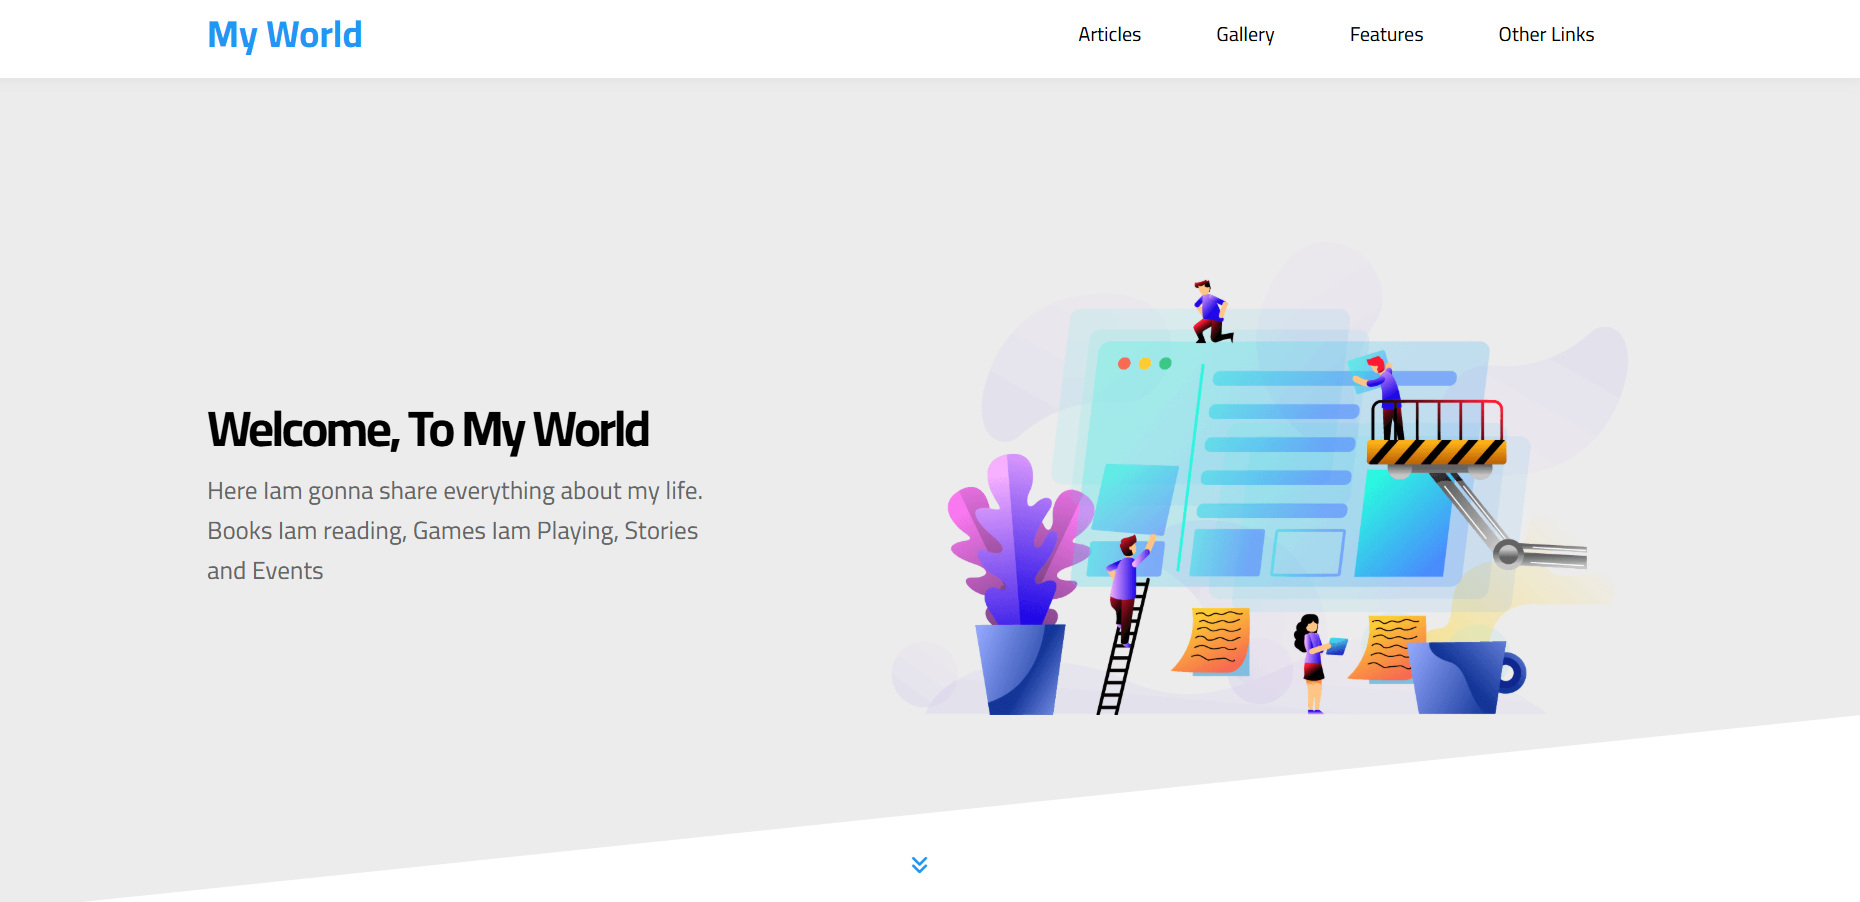 My World
Articles
Gallery
Features
Other Links
Welcome, To My World
Here Iam gonna share everything about my life.
Books Iam reading, Games Iam Playing, Stories
and Events